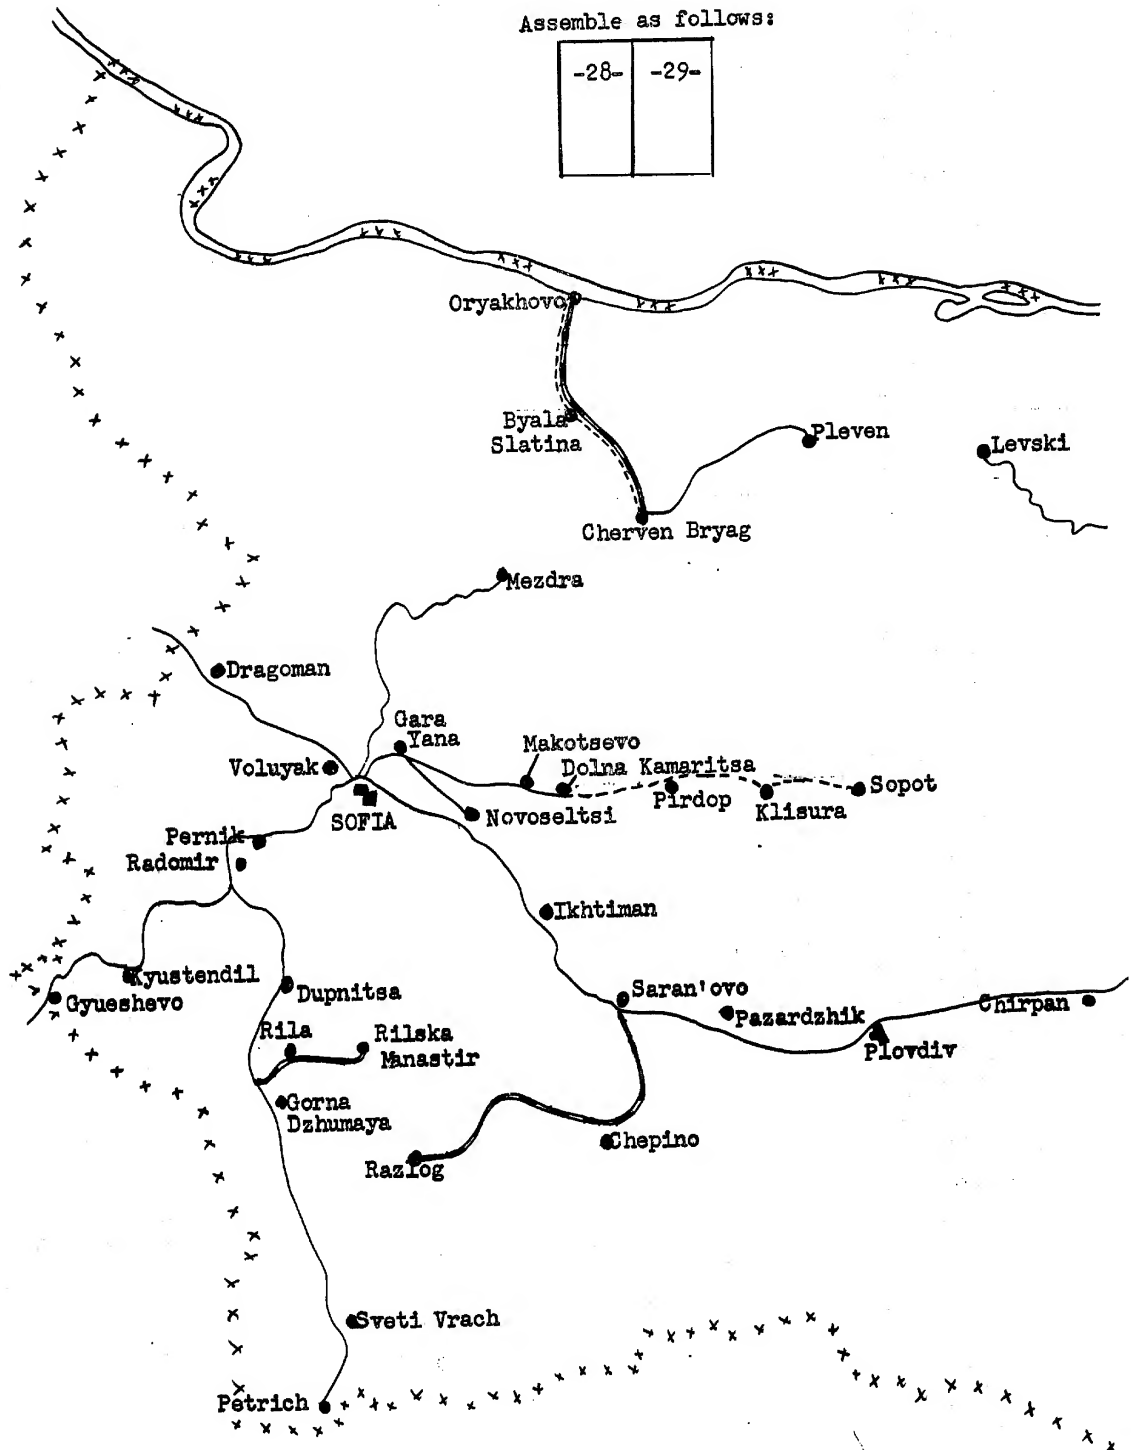 Assemble as follows:
-28- -29-
Oryakhovo
Byala
Slatina
Pleven
Levski
Cherven Bryag
Mezdra
Dragoman
Gara
Yana
Makotsevo
Voluyak
Dolna Kamaritsa
Sopot
Pirdop
Klisura
SOFIA
Novoseltsi
Pernik
Radomir
Ikhtiman
Kyustendil
Gyueshevo
Dupnitsa
Saran'ovo
Pazardzhik
Chirpan
Rila
Rilska
Manastir
Plovdiv
Gorna
Dzhumaya
Chepino
Razlog
Sveti Vrach
Petrich